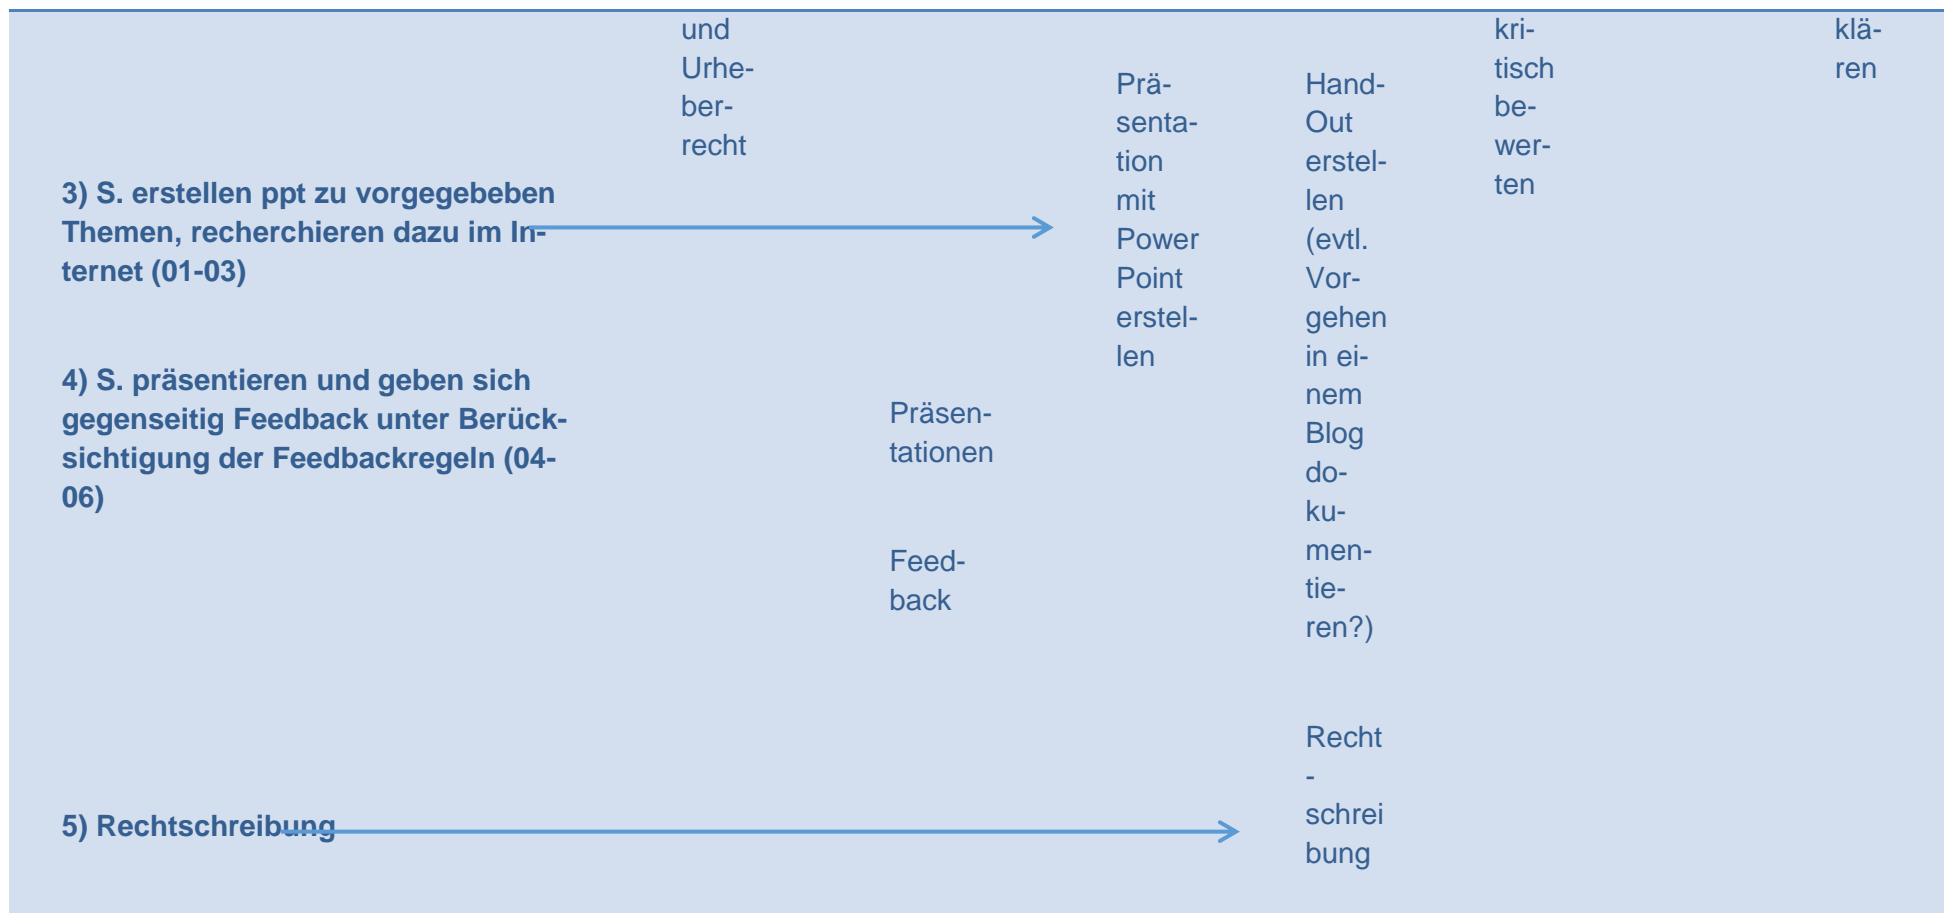 und
Urhe-
ber-
recht
kri-
tisch
be-
wer-
ten
klä-
ren
3) S. erstellen ppt zu vorgegebeben
Themen, recherchieren dazu im In-
ternet (01-03)
Prä-
senta-
tion
mit
Power
Point
erstel-
len
Hand-
Out
erstel-
len
(evtl.
Vor-
gehen
in ei-
nem
Blog
do-
ku-
men-
tie-
ren?)
4) S. präsentieren und geben sich
gegenseitig Feedback unter Berück-
sichtigung der Feedbackregeln (04-
06)
Präsen-
tationen
Feed-
back
5) Rechtschreibung
Recht
-
schrei
bung